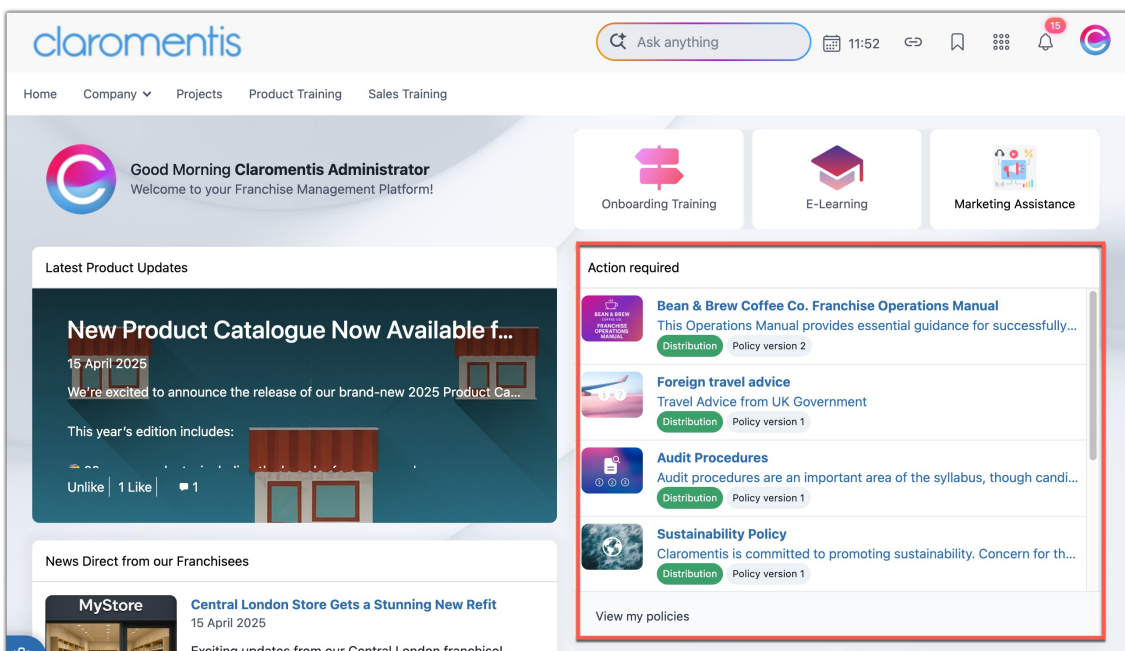 claromentis
Ask anything
11:52
15
Home Company Projects Product Training Sales Training
Good Morning Claromentis Administrator
Welcome to your Franchise Management Platform!
Onboarding Training
E-Learning
Marketing Assistance
Latest Product Updates
New Product Catalogue Now Available f...
15 April 2025
We're excited to announce the release of our brand-new 2025 Product Ca...
This year's edition includes:
Unlike 1 Like 1
News Direct from our Franchisees
MyStore
Central London Store Gets a Stunning New Refit
15 April 2025
Exciting updates from our Central London franchise!
Action required
BEAN & BREW
COFFEE CO.
FRANCHISE
OPERATIONS
MANUAL
Bean & Brew Coffee Co. Franchise Operations Manual
This Operations Manual provides essential guidance for successfully...
Distribution Policy version 2
Foreign travel advice
Travel Advice from UK Government
Distribution Policy version 1
Audit Procedures
Audit procedures are an important area of the syllabus, though candi...
Distribution Policy version 1
Sustainability Policy
Claromentis is committed to promoting sustainability. Concern for th...
Distribution Policy version 1
View my policies